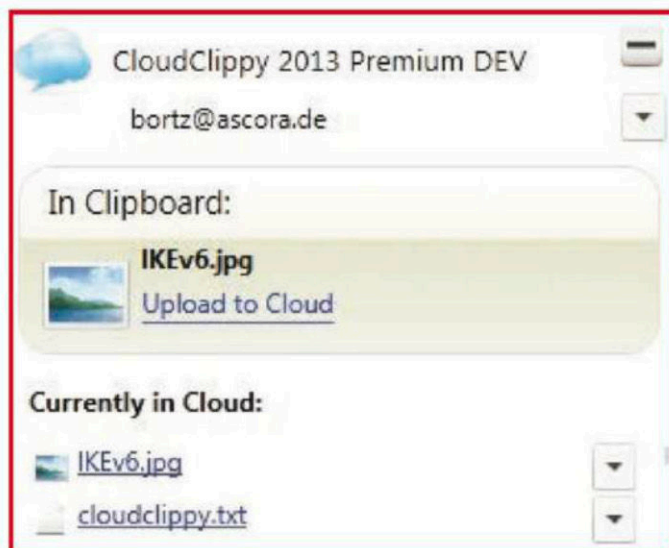 CloudClippy 2013 Premium DEV
bortz@ascora.de
In Clipboard:
IKEv6.jpg
Upload to Cloud
Currently in Cloud:
IKEv6.jpg
cloudclippy.txt